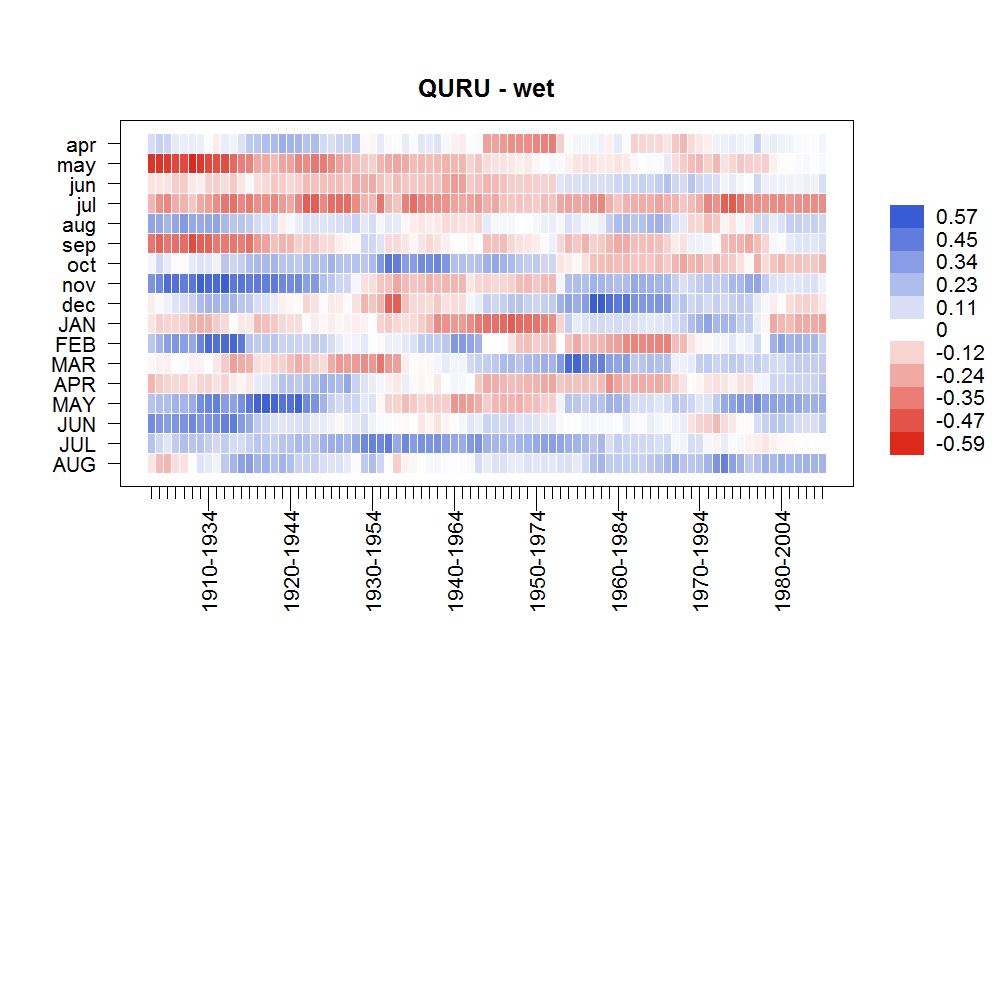 QURU - wet
apr
may
jun
jul
aug
sep
oct
nov
dec
JAN
FEB
MAR
APR
MAY
JUN
JUL
AUG
0.57
0.45
0.34
0.23
0.11
0
-0.12
-0.24
-0.35
-0.47
-0.59
1910-1934
1920-1944
1930-1954
1940-1964
1950-1974
1960-1984
1970-1994
1980-2004